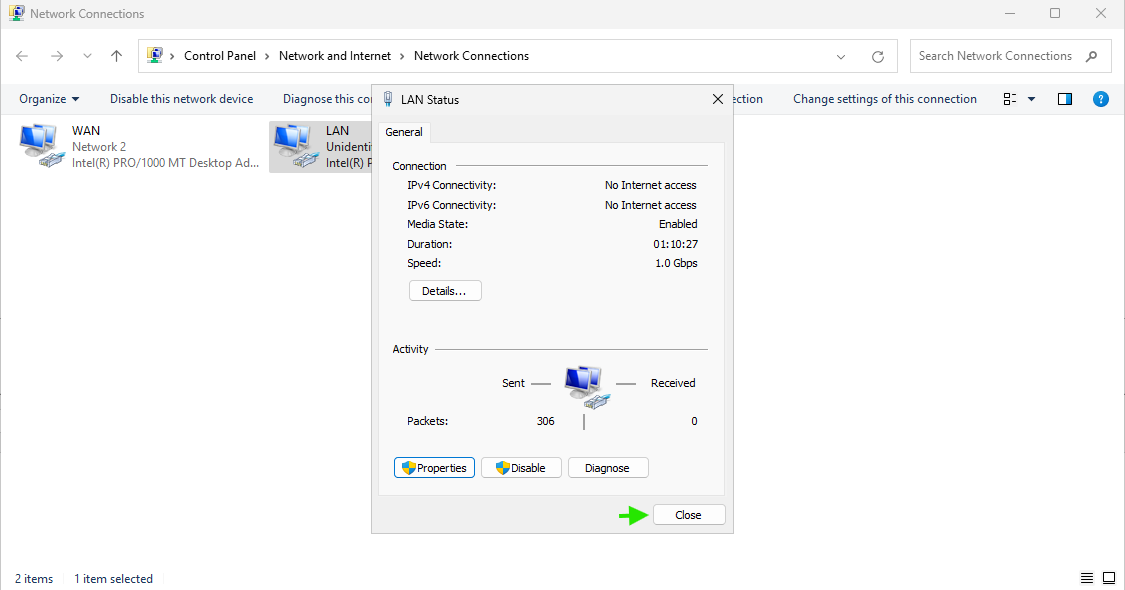 Network Connections
Control Panel > Network and Internet > Network Connections
Search Network Connections
Organize
Disable this network device
Diagnose this co
ection
Change settings of this connection
WAN
Network 2
Intel(R) PRO/1000 MT Desktop Ad...
LAN
Unidenti
Intel(R) P
LAN Status
General
Connection
IPv4 Connectivity: No Internet access
IPv6 Connectivity: No Internet access
Media State: Enabled
Duration: 01:10:27
Speed: 1.0 Gbps
Details...
Activity
Sent Received
Packets: 306 0
Properties Disable Diagnose
Close
2 items 1 item selected